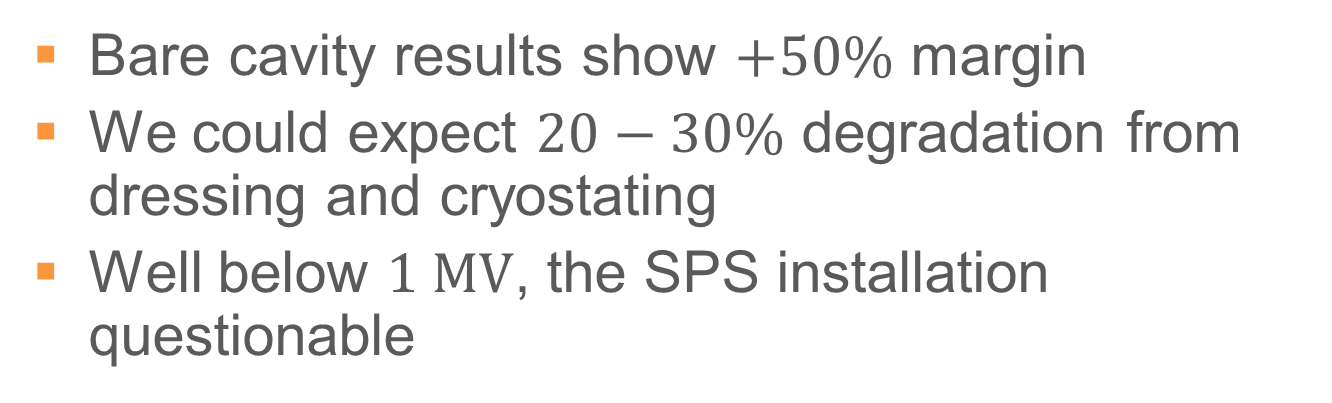 ▪ Bare cavity results show +50% margin
▪ We could expect 20 − 30% degradation from
dressing and cryostating
▪ Well below 1 MV, the SPS installation
questionable